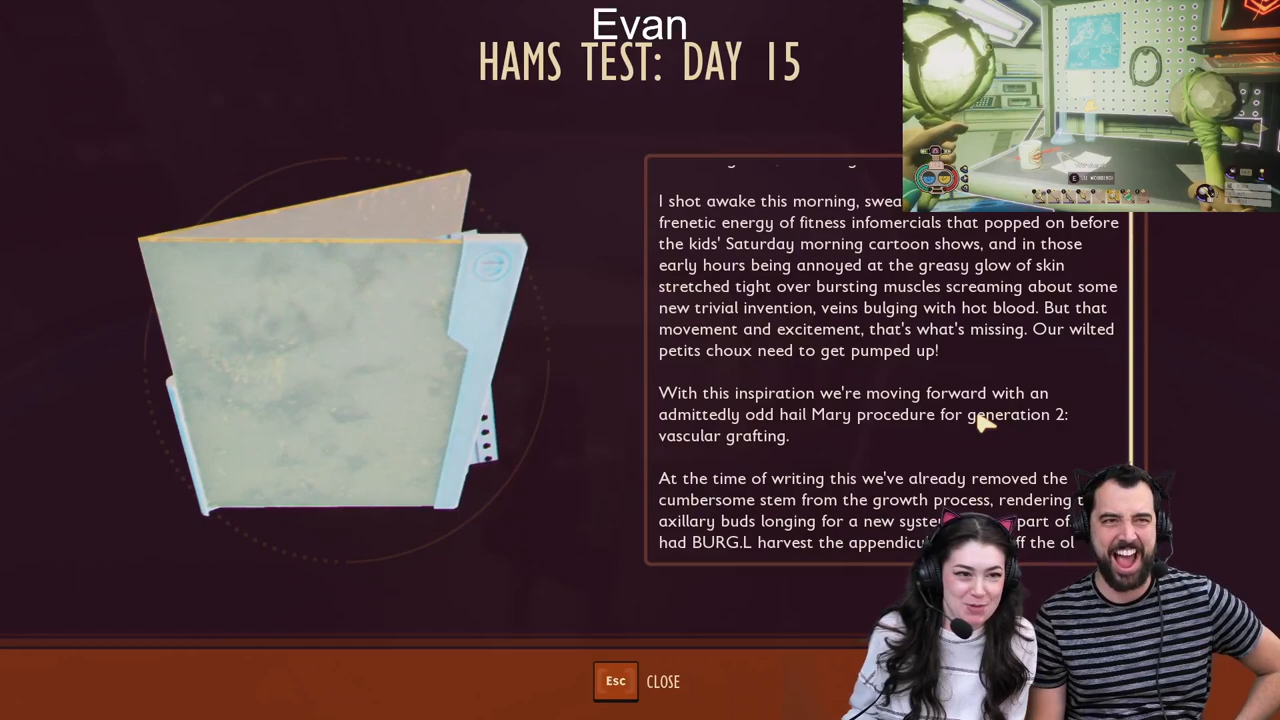 Evan
HAMS TEST: DAY 15
I shot awake this morning,
frenetic energy of fitness infomercials that popped on before
the kids' Saturday morning cartoon shows, and in those
early hours being annoyed at the greasy glow of skin
stretched tight over bursting muscles screaming about some
new trivial invention, veins bulging with hot blood. But that
movement and excitement, that's what's missing. Our wilted
petits choux need to get pumped up!
With this inspiration we're moving forward with an
admittedly odd hail Mary procedure for generation 2:
vascular grafting.
At the time of writing this we've already removed the
cumbersome stem from the growth process, rendering
axillary buds longing for a new part of
had BURG.L harvest the the
Esc CLOSE
E